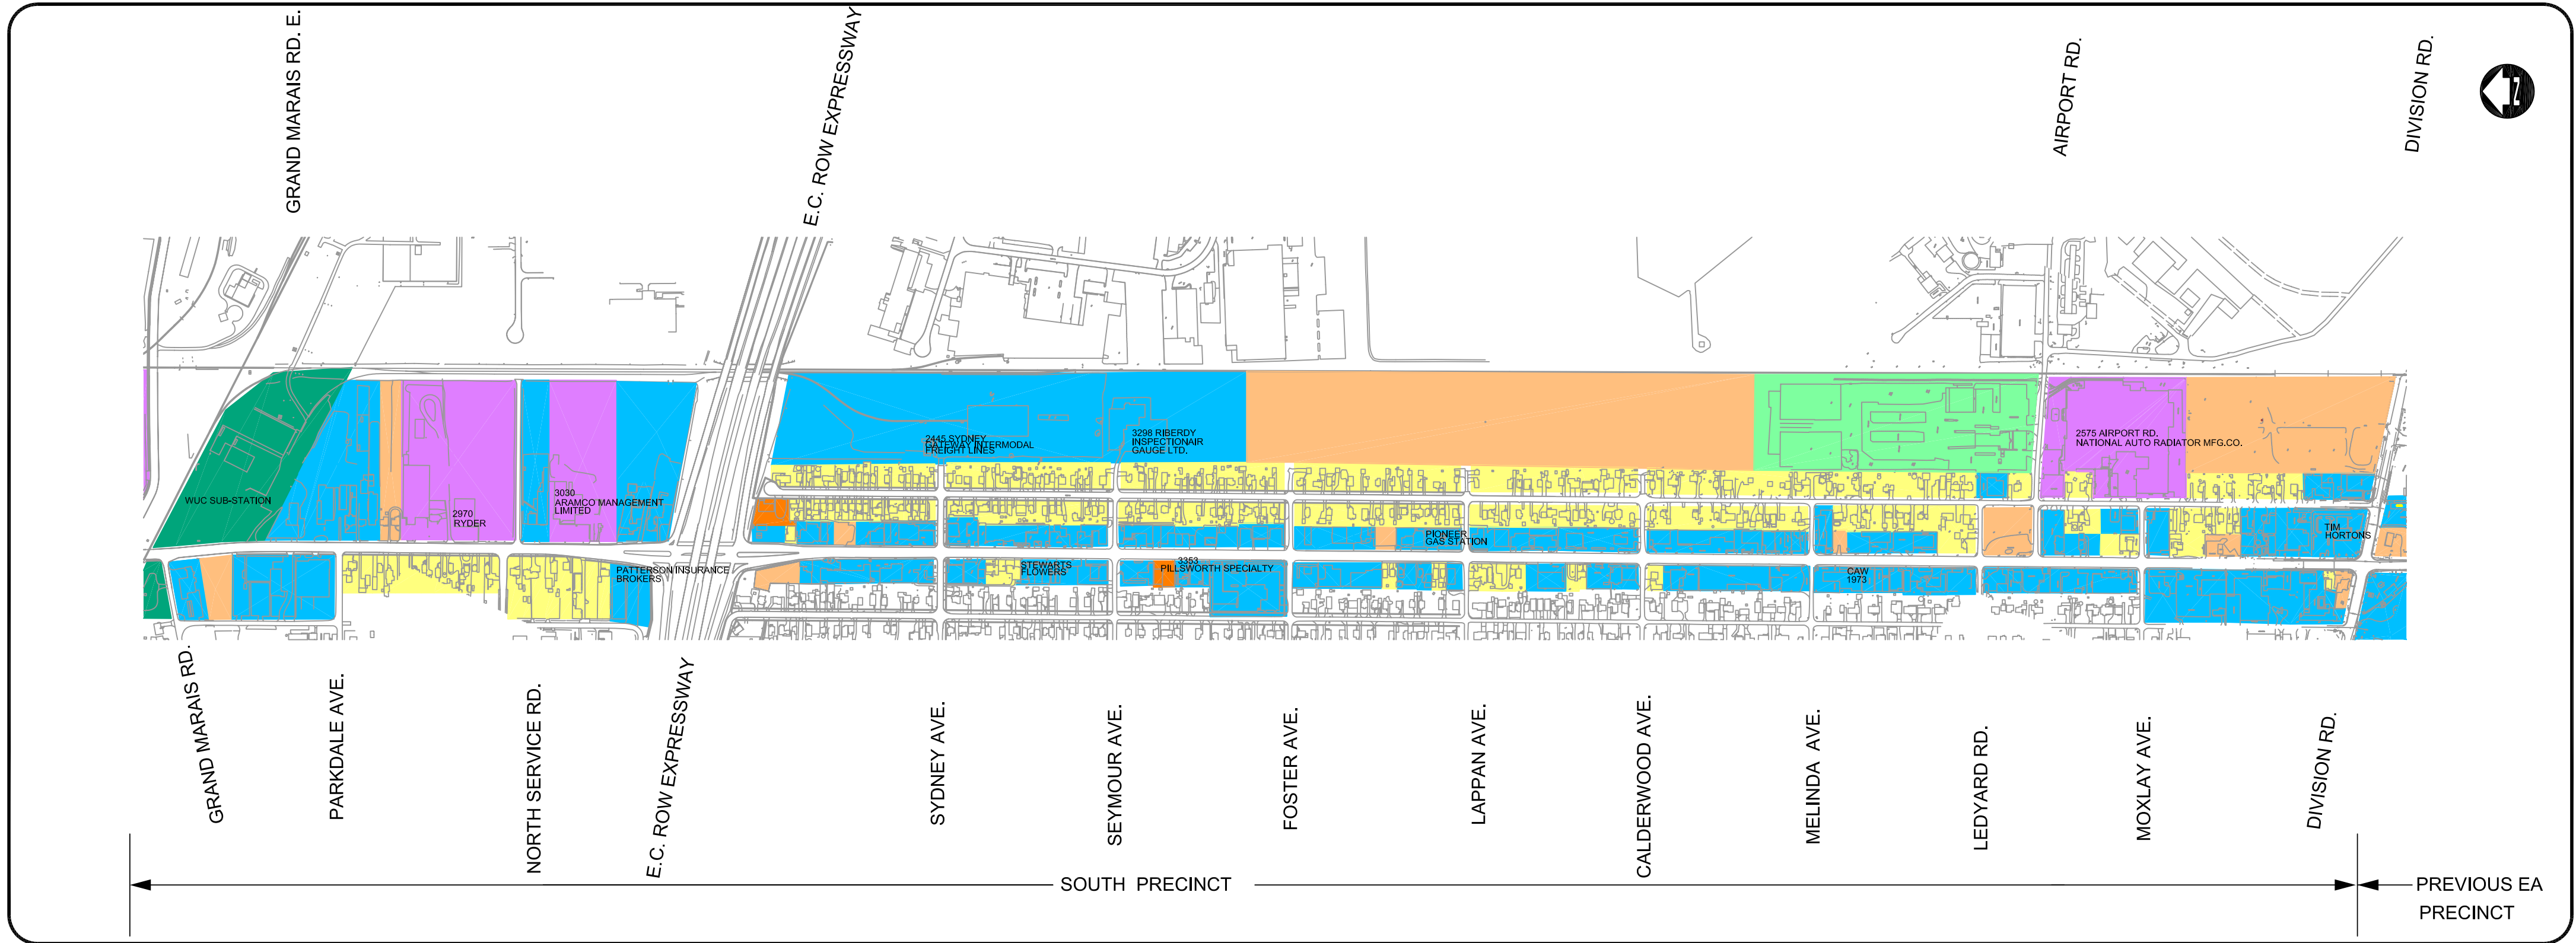 GRAND MARAIS RD. E.
E.C. ROW EXPRESSWAY
AIRPORT RD.
DIVISION RD.
N
WUC SUB-STATION
2970
RYDER
3030
ARAMCO MANAGEMENT
LIMITED
2445 SYDNEY
GATEWAY INTERMODAL
FREIGHT LINES
3298 RIBERDY
INSPECTIONAIR
GAUGE LTD.
2575 AIRPORT RD.
NATIONAL AUTO RADIATOR MFG.CO.
PIONEER
GAS STATION
TIM
HORTONS
PATTERSON INSURANCE
BROKERS
STEWARTS
FLOWERS
3353
PILLSWORTH SPECIALTY
CAW
1973
GRAND MARAIS RD.
PARKDALE AVE.
NORTH SERVICE RD.
E.C. ROW EXPRESSWAY
SYDNEY AVE.
SEYMOUR AVE.
FOSTER AVE.
LAPPAN AVE.
CALDERWOOD AVE.
MELINDA AVE.
LEDYARD RD.
MOXLAY AVE.
DIVISION RD.
SOUTH PRECINCT
PREVIOUS EA
PRECINCT